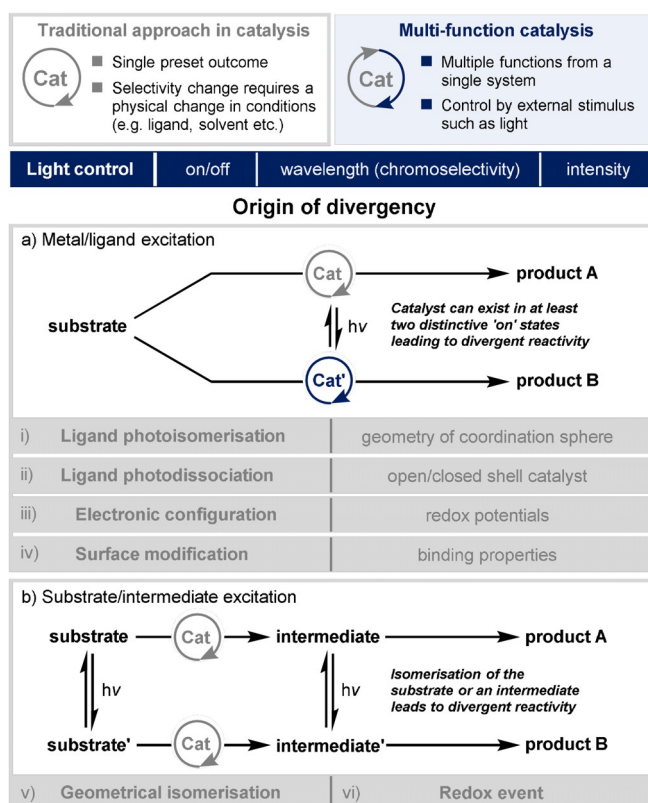 Traditional approach in catalysis
Cat
Single preset outcome
Selectivity change requires a
physical change in conditions
(e.g. ligand, solvent etc.)
Multi-function catalysis
Cat
Multiple functions from a
single system
Control by external stimulus
such as light
Light control on/off wavelength (chromoselectivity) intensity
Origin of divergency
a) Metal/ligand excitation
Cat product A
substrate
hν
Catalyst can exist in at least
two distinctive 'on' states
leading to divergent reactivity
Cat' product B
i) Ligand photoisomerisation geometry of coordination sphere
ii) Ligand photodissociation open/closed shell catalyst
iii) Electronic configuration redox potentials
iv) Surface modification binding properties
b) Substrate/intermediate excitation
substrate Cat intermediate product A
hν hν
Isomerisation of the
substrate or an intermediate
leads to divergent reactivity
substrate' Cat intermediate' product B
v) Geometrical isomerisation vi) Redox event